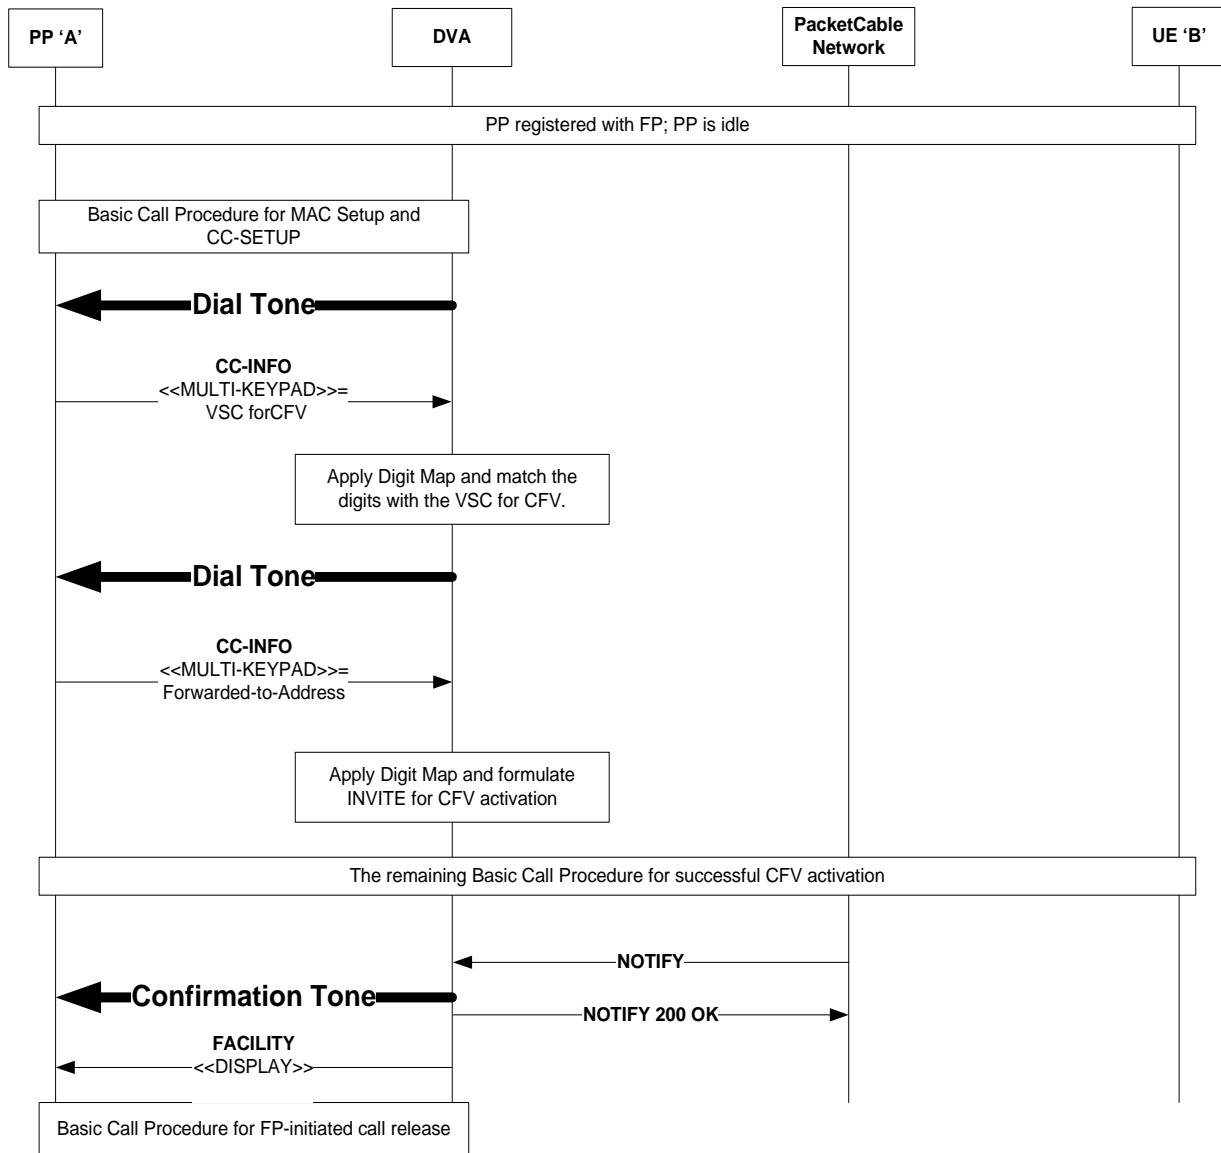 PP ‘A’
DVA
PacketCable
Network
UE ‘B’
PP registered with FP; PP is idle
Basic Call Procedure for MAC Setup and
CC-SETUP
Dial Tone
CC-INFO
<<MULTI-KEYPAD>>=
VSC forCFV
Apply Digit Map and match the
digits with the VSC for CFV.
Dial Tone
CC-INFO
<<MULTI-KEYPAD>>=
Forwarded-to-Address
Apply Digit Map and formulate
INVITE for CFV activation
The remaining Basic Call Procedure for successful CFV activation
NOTIFY
Confirmation Tone
NOTIFY 200 OK
FACILITY
<<DISPLAY>>
Basic Call Procedure for FP-initiated call release